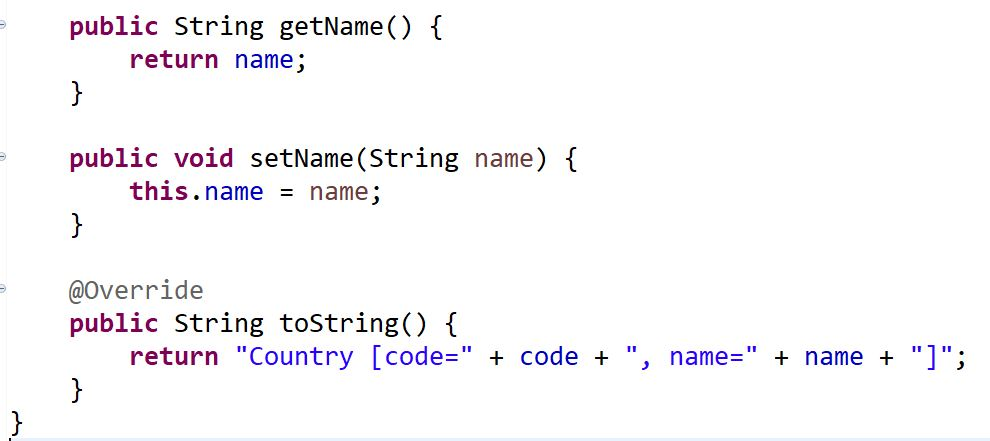 public String getName() {
return name;
}
public void setName(String name) {
this.name = name;
}
@Override
public String toString() {
return "Country [code=" + code + ", name=" + name + "]";
}
}